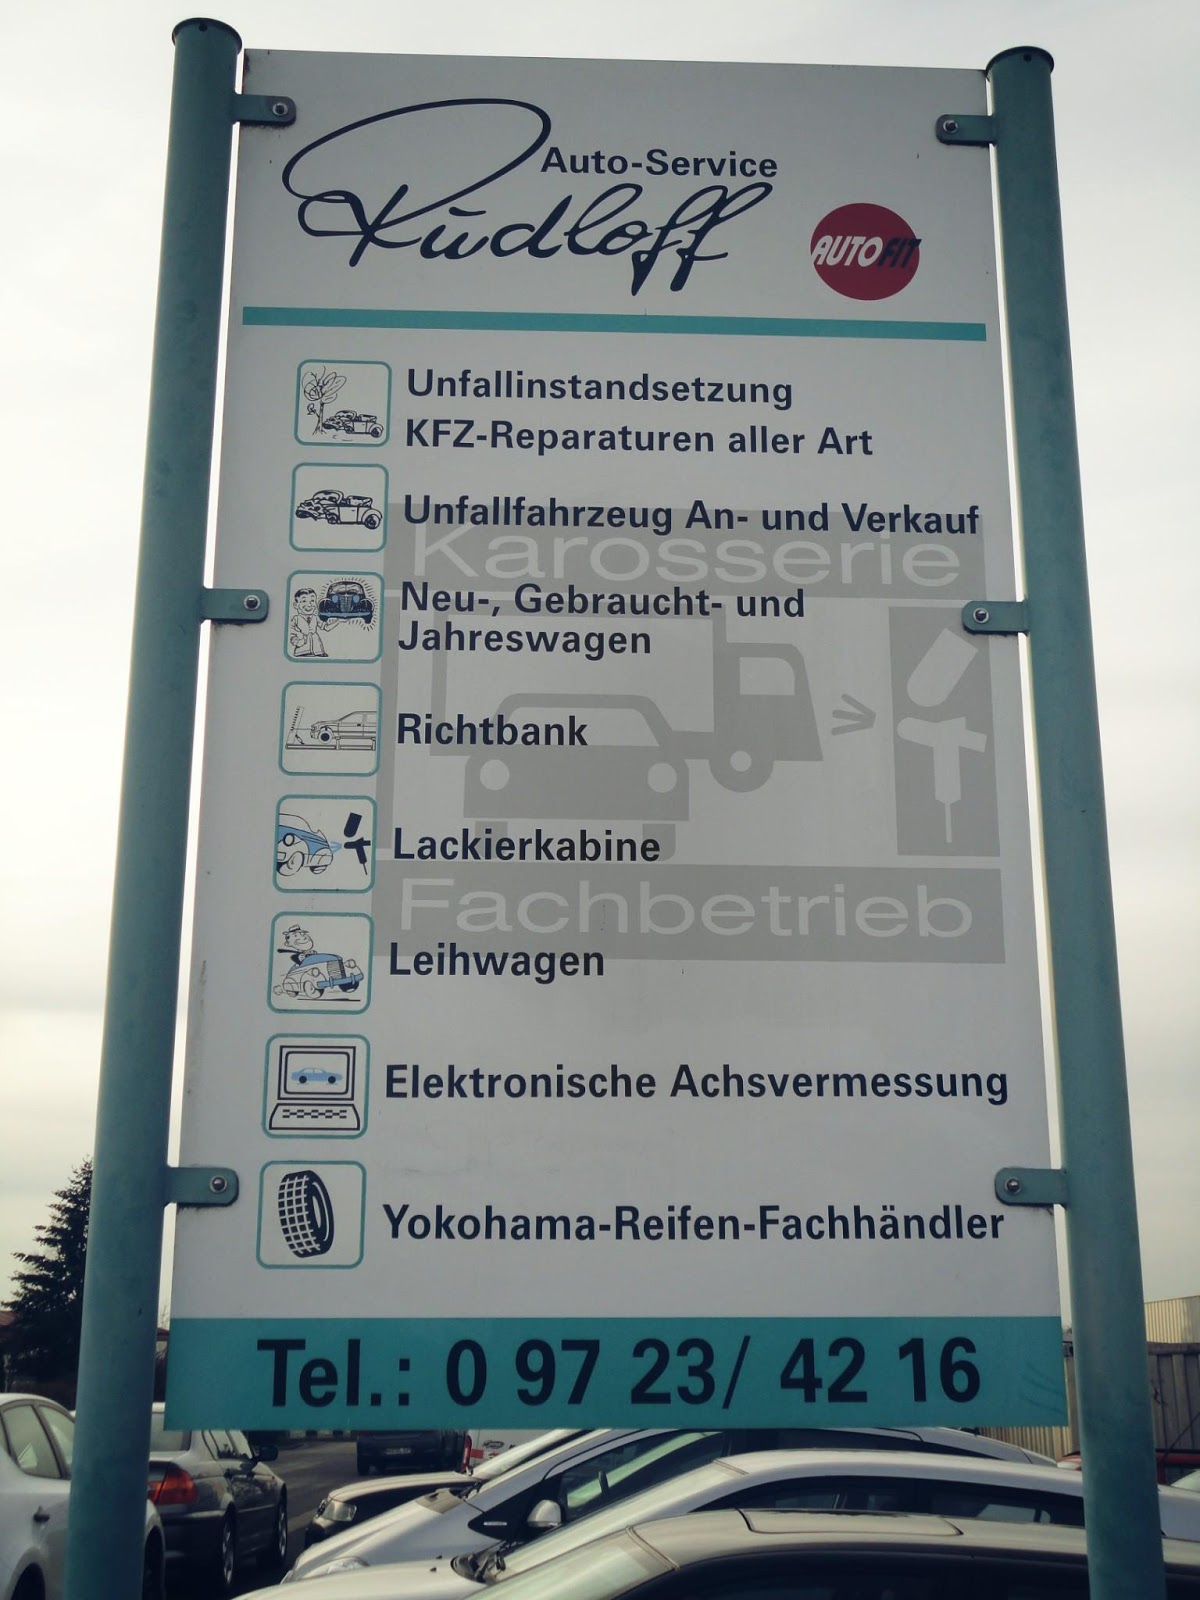 Auto-Service
Rudloff
AUTOFIT
Unfallinstandsetzung
KFZ-Reparaturen aller Art
Unfallfahrzeug An- und Verkauf
Karosserie
Neu-, Gebraucht- und
Jahreswagen
Richtbank
Lackierkabine
Fachbetrieb
Leihwagen
Elektronische Achsvermessung
Yokohama-Reifen-Fachhändler
Tel.: 0 97 23/ 42 16